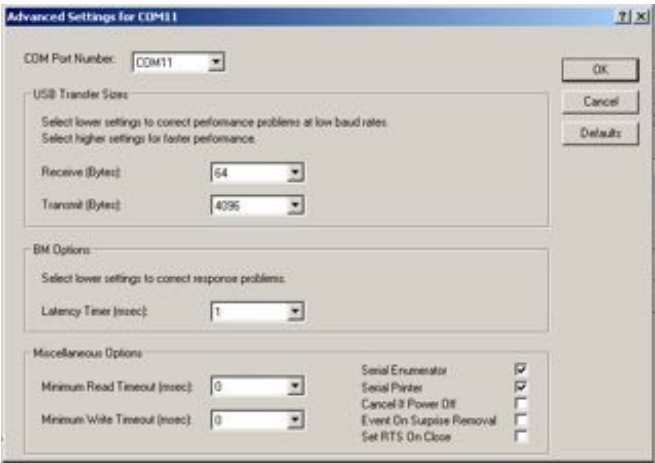 Advanced Settings for COM11
COM Port Number: COM11
OK
USB Transfer Sizes
Cancel
Select lower settings to correct performance problems at low baud rates.
Defaults
Select higher settings for faster performance.
Receive (Bytes): 64
Transmit (Bytes): 4096
BM Options
Select lower settings to correct response problems.
Latency Timer (msec): 1
Miscellaneous Options
Minimum Read Timeout (msec): 0
Minimum Write Timeout (msec): 0
Serial Enumerator
Serial Printer
Cancel If Power Off
Event On Surprise Removal
Set RTS On Close